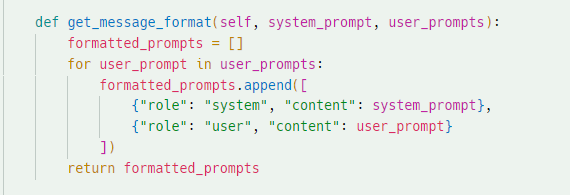 def get_message_format(self, system_prompt, user_prompts):
    formatted_prompts = []
    for user_prompt in user_prompts:
        formatted_prompts.append([
            {"role": "system", "content": system_prompt},
            {"role": "user", "content": user_prompt}
        ])
    return formatted_prompts